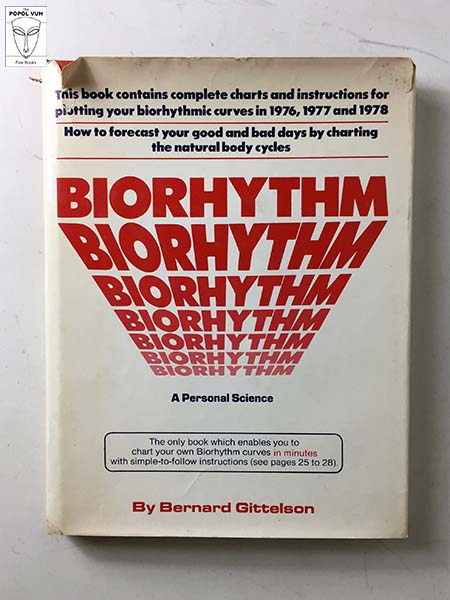 The
POPOL VUH
Fine Books
This book contains complete charts and instructions for
plotting your biorhythmic curves in 1976, 1977 and 1978
How to forecast your good and bad days by charting
the natural body cycles
BIORHYTHM
BIORHYTHM
BIORHYTHM
BIORHYTHM
BIORHYTHM
BIORHYTHM
BIORHYTHM
A Personal Science
The only book which enables you to
chart your own Biorhythm curves in minutes
with simple-to-follow instructions (see pages 25 to 28).
By Bernard Gittelson